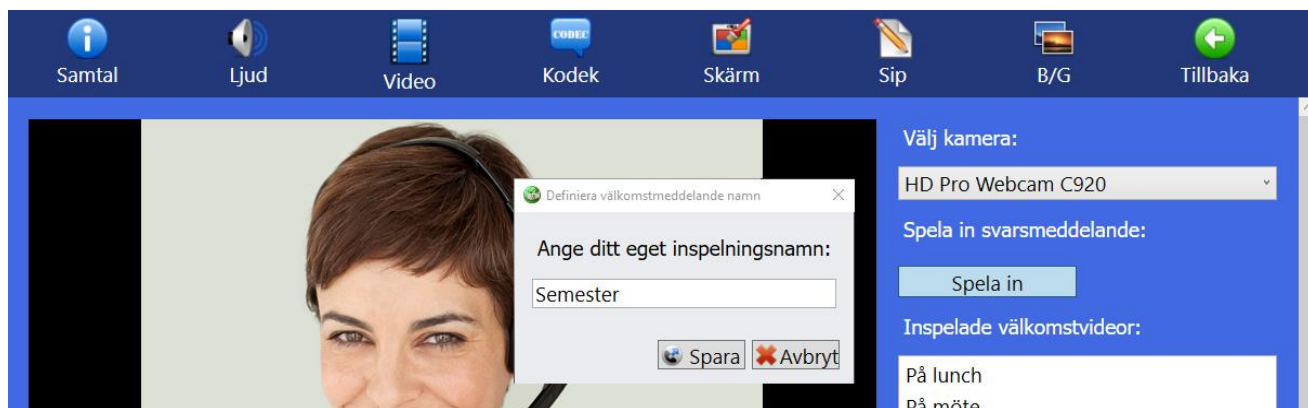 Samtal
Ljud
Video
CODEC
Kodek
Skärm
Sip
B/G
Tillbaka
Välj kamera:
HD Pro Webcam C920
Definiera välkomstmeddelande namn
Ange ditt eget inspelningsnamn:
Semester
Spara
Avbryt
Spela in svarsmeddelande:
Spela in
Inspelade välkomstvideor:
På lunch
På möte